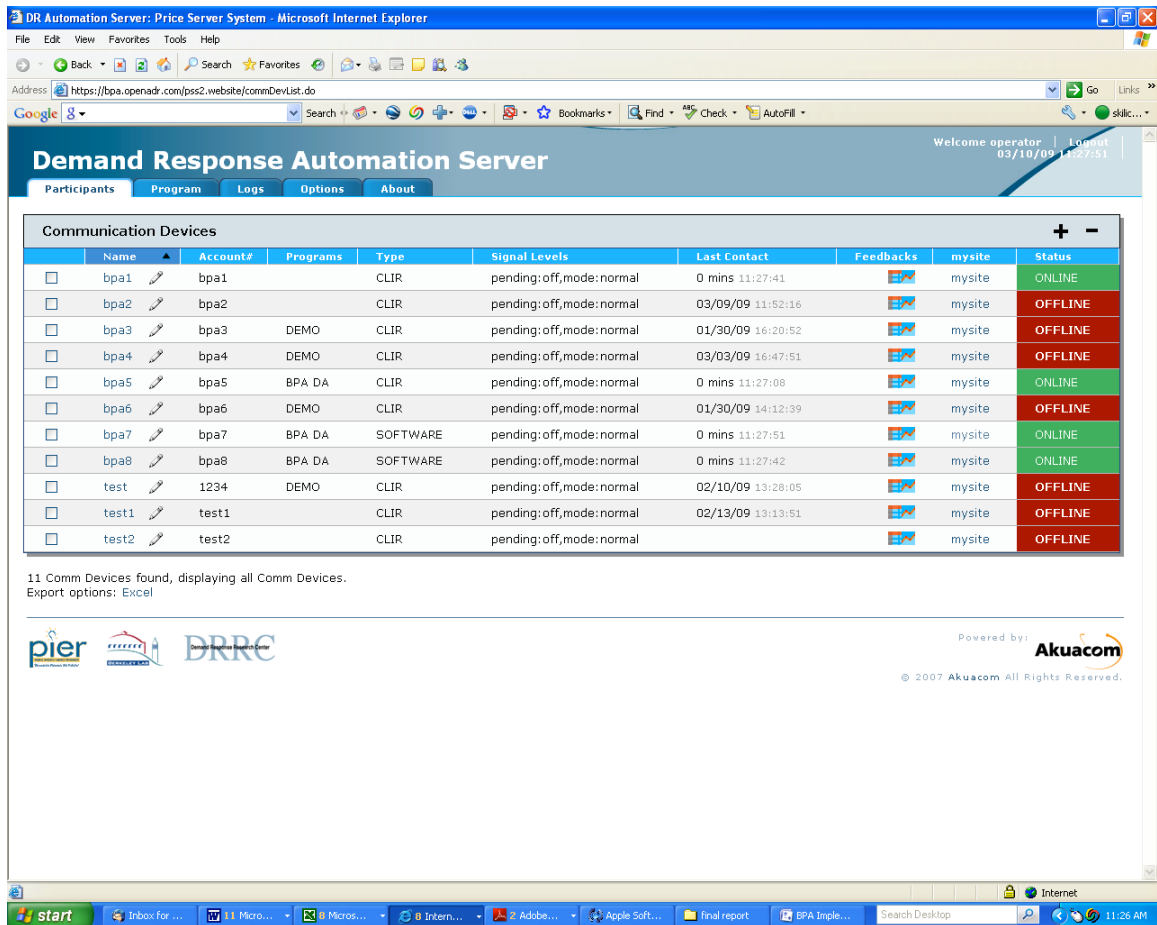 DR Automation Server: Price Server System - Microsoft Internet Explorer
File Edit View Favorites Tools Help
Back Search Favorites
Address https://bpa.openadr.com/pss2.website/commDevList.do Go Links »
Google Search Bookmarks Find Check AutoFill skilic...
Welcome operator | Logout
03/10/09 11:27:51
Demand Response Automation Server
Participants Program Logs Options About
Communication Devices + -
Name Account# Programs Type Signal Levels Last Contact Feedbacks mysite Status
bpa1 bpa1 CLIR pending:off,mode:normal 0 mins 11:27:41 mysite ONLINE
bpa2 bpa2 CLIR pending:off,mode:normal 03/09/09 11:52:16 mysite OFFLINE
bpa3 bpa3 DEMO CLIR pending:off,mode:normal 01/30/09 16:20:52 mysite OFFLINE
bpa4 bpa4 DEMO CLIR pending:off,mode:normal 03/03/09 16:47:51 mysite OFFLINE
bpa5 bpa5 BPA DA CLIR pending:off,mode:normal 0 mins 11:27:08 mysite ONLINE
bpa6 bpa6 DEMO CLIR pending:off,mode:normal 01/30/09 14:12:39 mysite OFFLINE
bpa7 bpa7 BPA DA SOFTWARE pending:off,mode:normal 0 mins 11:27:51 mysite ONLINE
bpa8 bpa8 BPA DA SOFTWARE pending:off,mode:normal 0 mins 11:27:42 mysite ONLINE
test 1234 DEMO CLIR pending:off,mode:normal 02/10/09 13:28:05 mysite OFFLINE
test1 test1 CLIR pending:off,mode:normal 02/13/09 13:13:51 mysite OFFLINE
test2 test2 CLIR pending:off,mode:normal mysite OFFLINE
11 Comm Devices found, displaying all Comm Devices.
Export options: Excel
pier
BERKELEY LAB
DRRC
Demand Response Research Center
Powered by:
Akuacom
© 2007 Akuacom All Rights Reserved.
Internet
start Inbox for ... 11 Micro... 8 Micros... 8 Intern... 2 Adobe... Apple Soft... final report BPA Imple... Search Desktop 11:26 AM